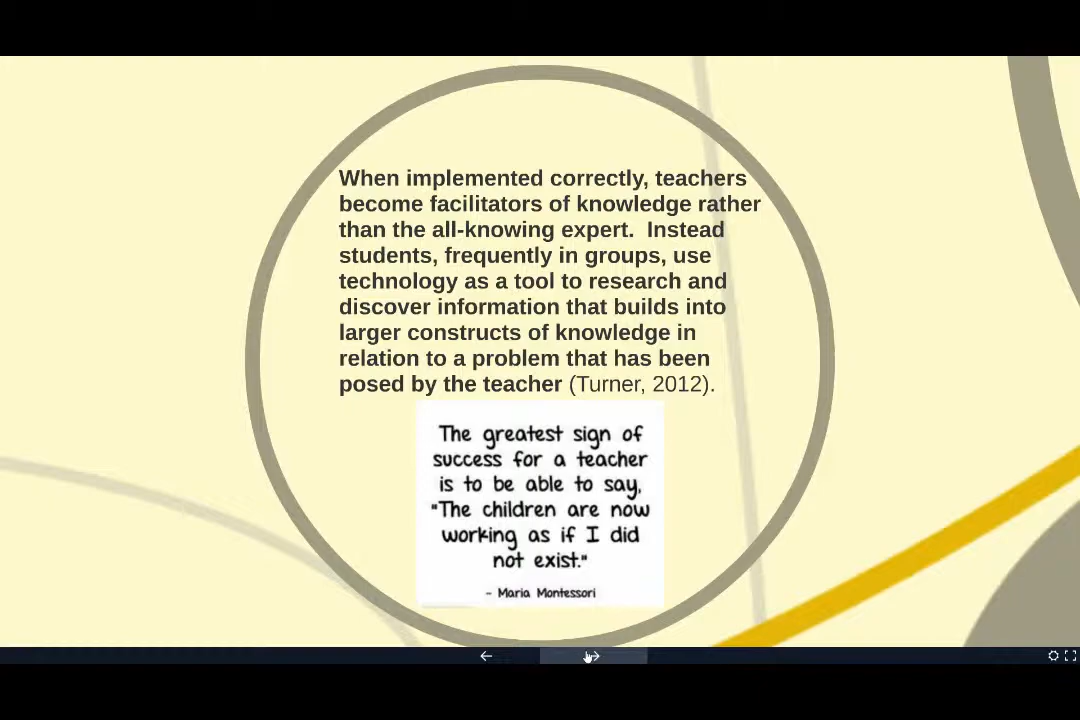 When implemented correctly, teachers
become facilitators of knowledge rather
than the all-knowing expert.  Instead
students, frequently in groups, use
technology as a tool to research and
discover information that builds into
larger constructs of knowledge in
relation to a problem that has been
posed by the teacher (Turner, 2012).
The greatest sign of
success for a teacher
is to be able to say,
"The children are now
working as if I did
not exist."
- Maria Montessori